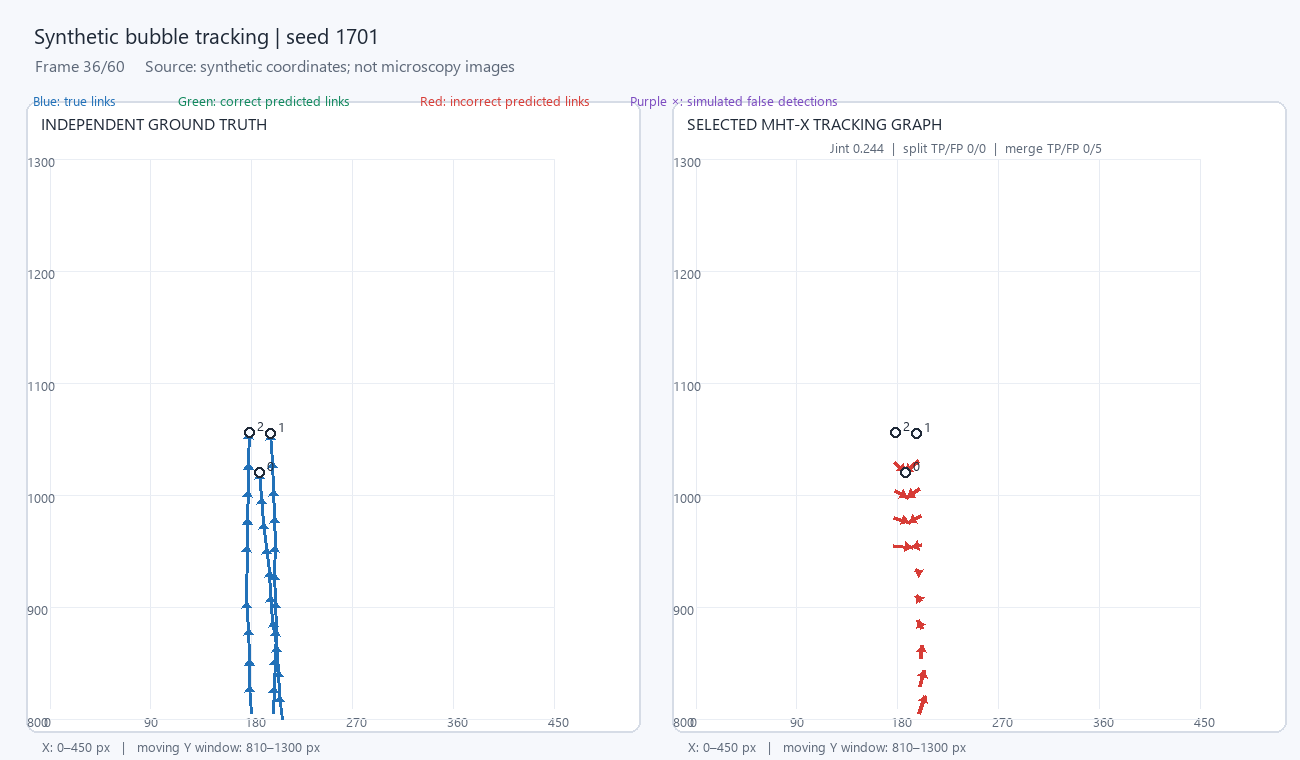 Synthetic bubble tracking | seed 1701
Frame 36/60 Source: synthetic coordinates; not microscopy images
Blue: true links Green: correct predicted links Red: incorrect predicted links Purple ×: simulated false detections
INDEPENDENT GROUND TRUTH
1300
1200
1100
1000
900
800
2
1
0
0 90 180 270 360 450
X: 0–450 px | moving Y window: 810–1300 px
SELECTED MHT-X TRACKING GRAPH
Jint 0.244 | split TP/FP 0/0 | merge TP/FP 0/5
1300
1200
1100
1000
900
800
2
1
0
0 90 180 270 360 450
X: 0–450 px | moving Y window: 810–1300 px